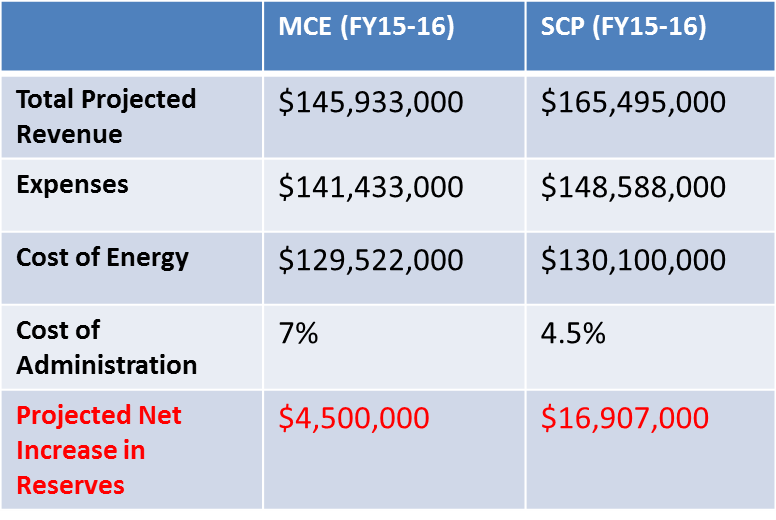 MCE (FY15-16) SCP (FY15-16)
Total Projected
Revenue $145,933,000 $165,495,000
Expenses $141,433,000 $148,588,000
Cost of Energy $129,522,000 $130,100,000
Cost of
Administration 7% 4.5%
Projected Net
Increase in
Reserves $4,500,000 $16,907,000